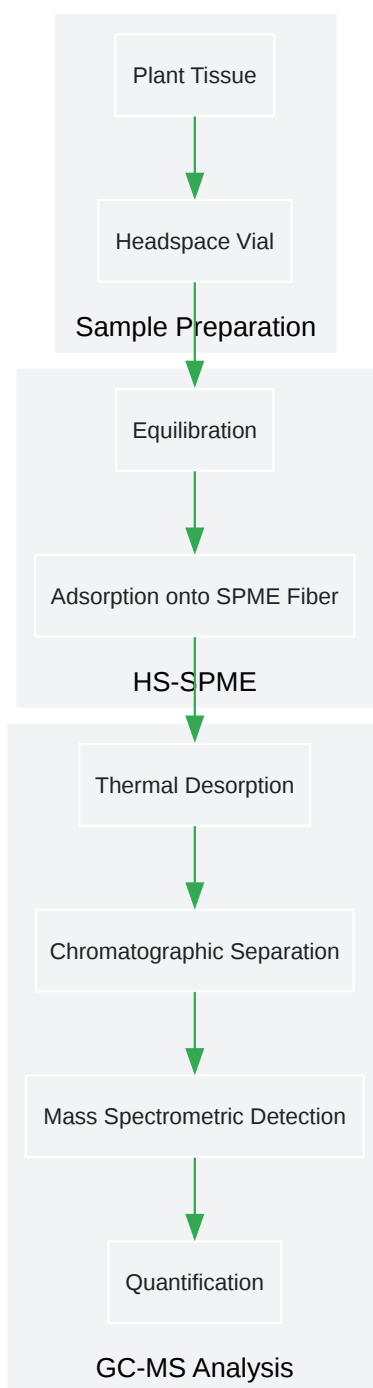 Plant Tissue
Headspace Vial
Sample Preparation
Equilibration
Adsorption onto SPME Fiber
HS-SPME
Thermal Desorption
Chromatographic Separation
Mass Spectrometric Detection
Quantification
GC-MS Analysis